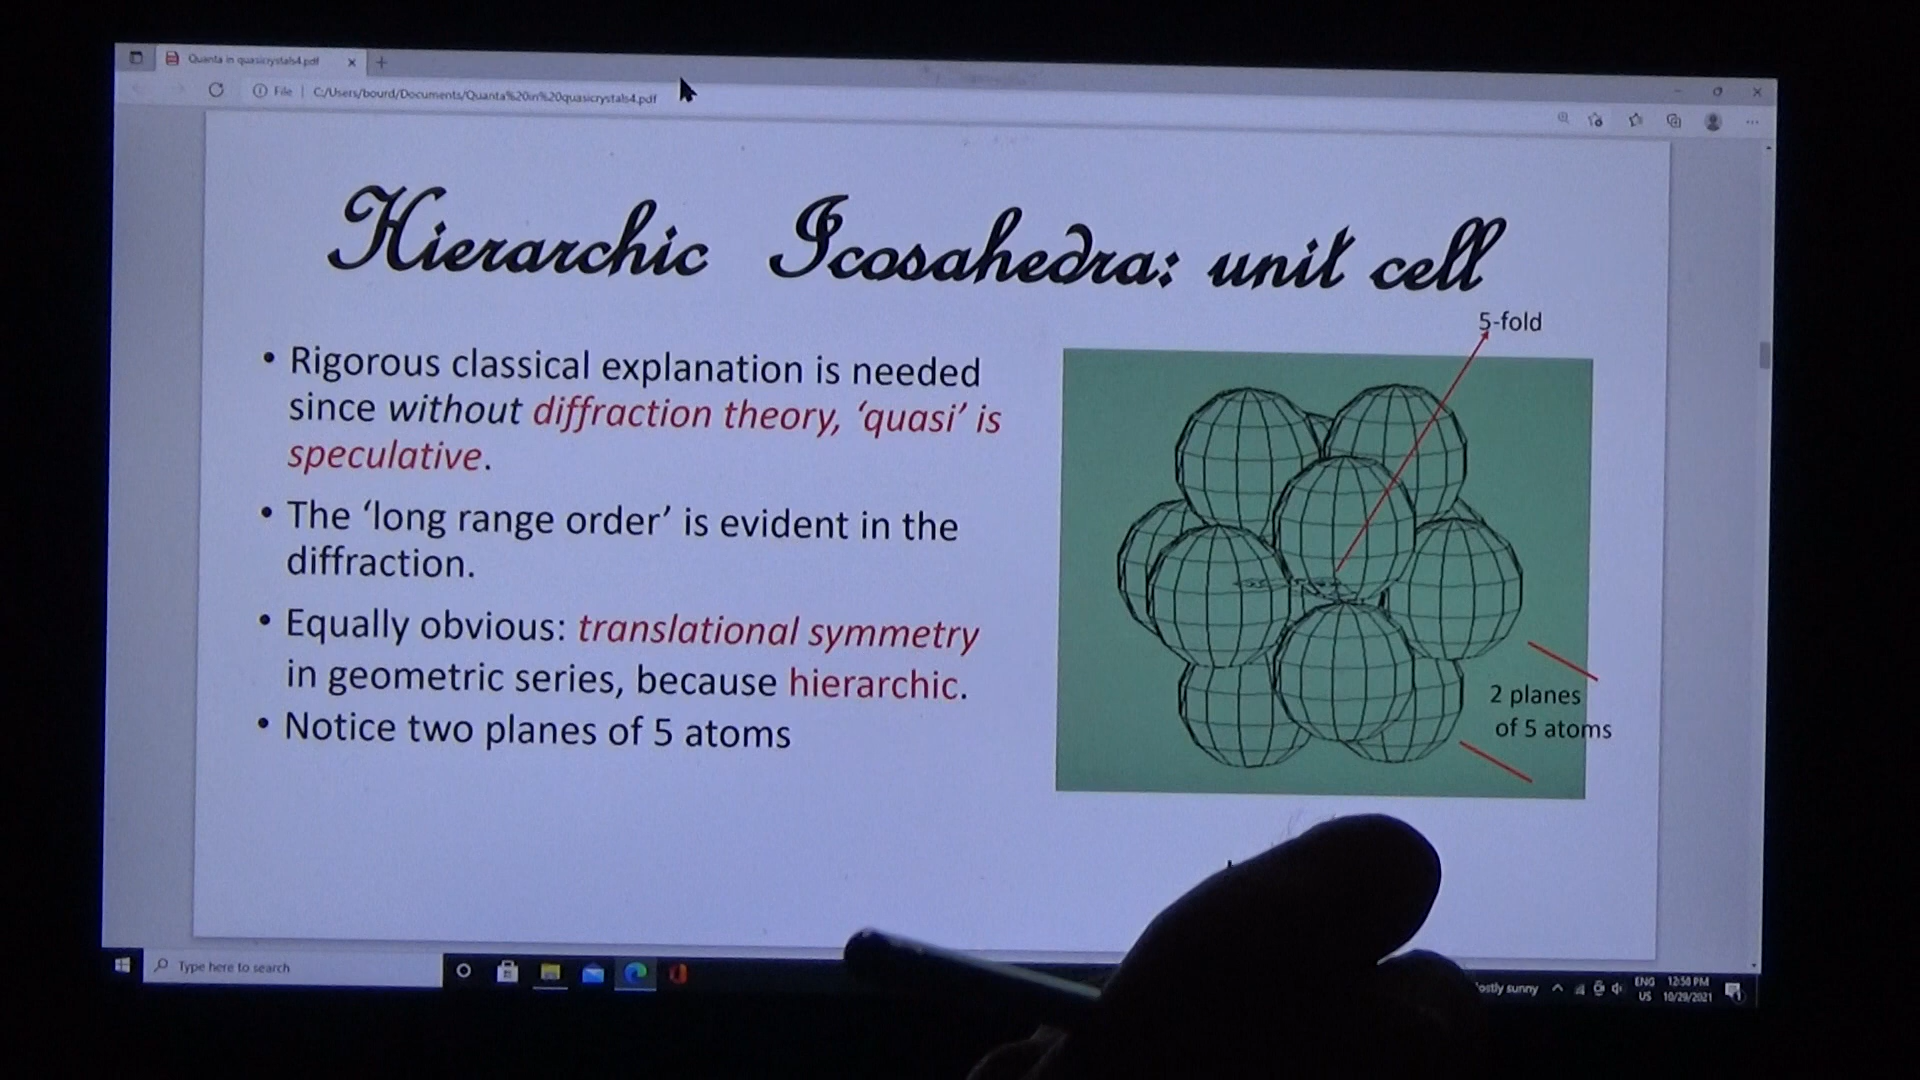 Quanta in quasicrystals4.pdf
File | C:/Users/bourd/Documents/Quanta%20in%20quasicrystals4.pdf
Hierarchic Icosahedra: unit cell
5-fold
• Rigorous classical explanation is needed
since without diffraction theory, ‘quasi’ is
speculative.
• The ‘long range order’ is evident in the
diffraction.
• Equally obvious: translational symmetry
in geometric series, because hierarchic.
• Notice two planes of 5 atoms
2 planes
of 5 atoms
Type here to search
ostly sunny
ENG
US
12:50 PM
10/29/2021